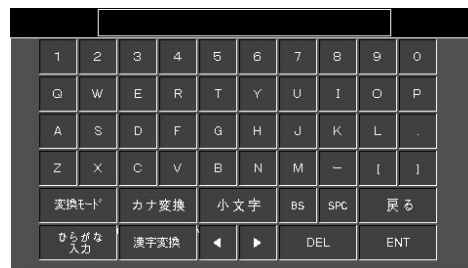 1 2 3 4 5 6 7 8 9 0
Q W E R T Y U I O P
A S D F G H J K L .
Z X C V B N M - [ ]
変換ﾓｰﾄﾞ カナ変換 小文字 BS SPC 戻る
ひらがな
入力 漢字変換 ◀ ▶ DEL ENT